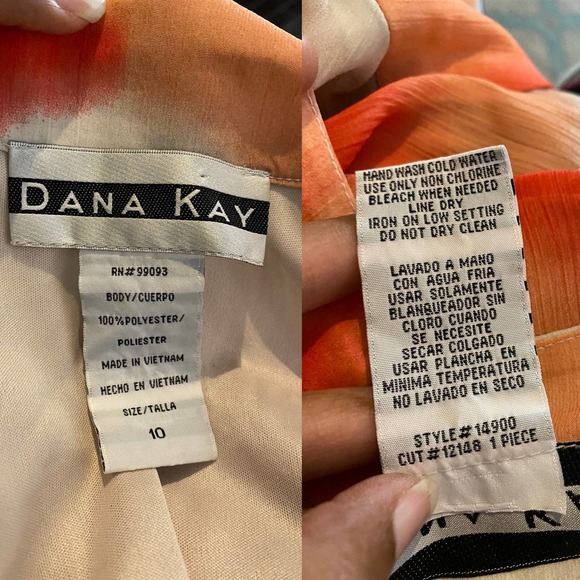 DANA KAY
RN# 99093
BODY/CUERPO
100% POLYESTER/
POLIESTER
MADE IN VIETNAM
HECHO EN VIETNAM
SIZE/TALLA
10
HAND WASH COLD WATER
USE ONLY NON CHLORINE
BLEACH WHEN NEEDED
LINE DRY
IRON ON LOW SETTING
DO NOT DRY CLEAN
LAVADO A MANO
CON AGUA FRIA
USAR SOLAMENTE
BLANQUEADOR SIN
CLORO CUANDO
SE NECESITE
SECAR COLGADO
USAR PLANCHA EN
MINIMA TEMPERATURA
NO LAVADO EN SECO
STYLE# 14900
CUT# 12148 1 PIECE